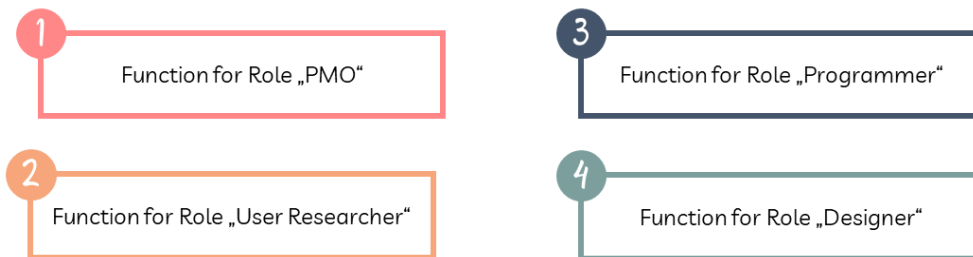 1
Function for Role „PMO“
2
Function for Role „User Researcher“
3
Function for Role „Programmer“
4
Function for Role „Designer“